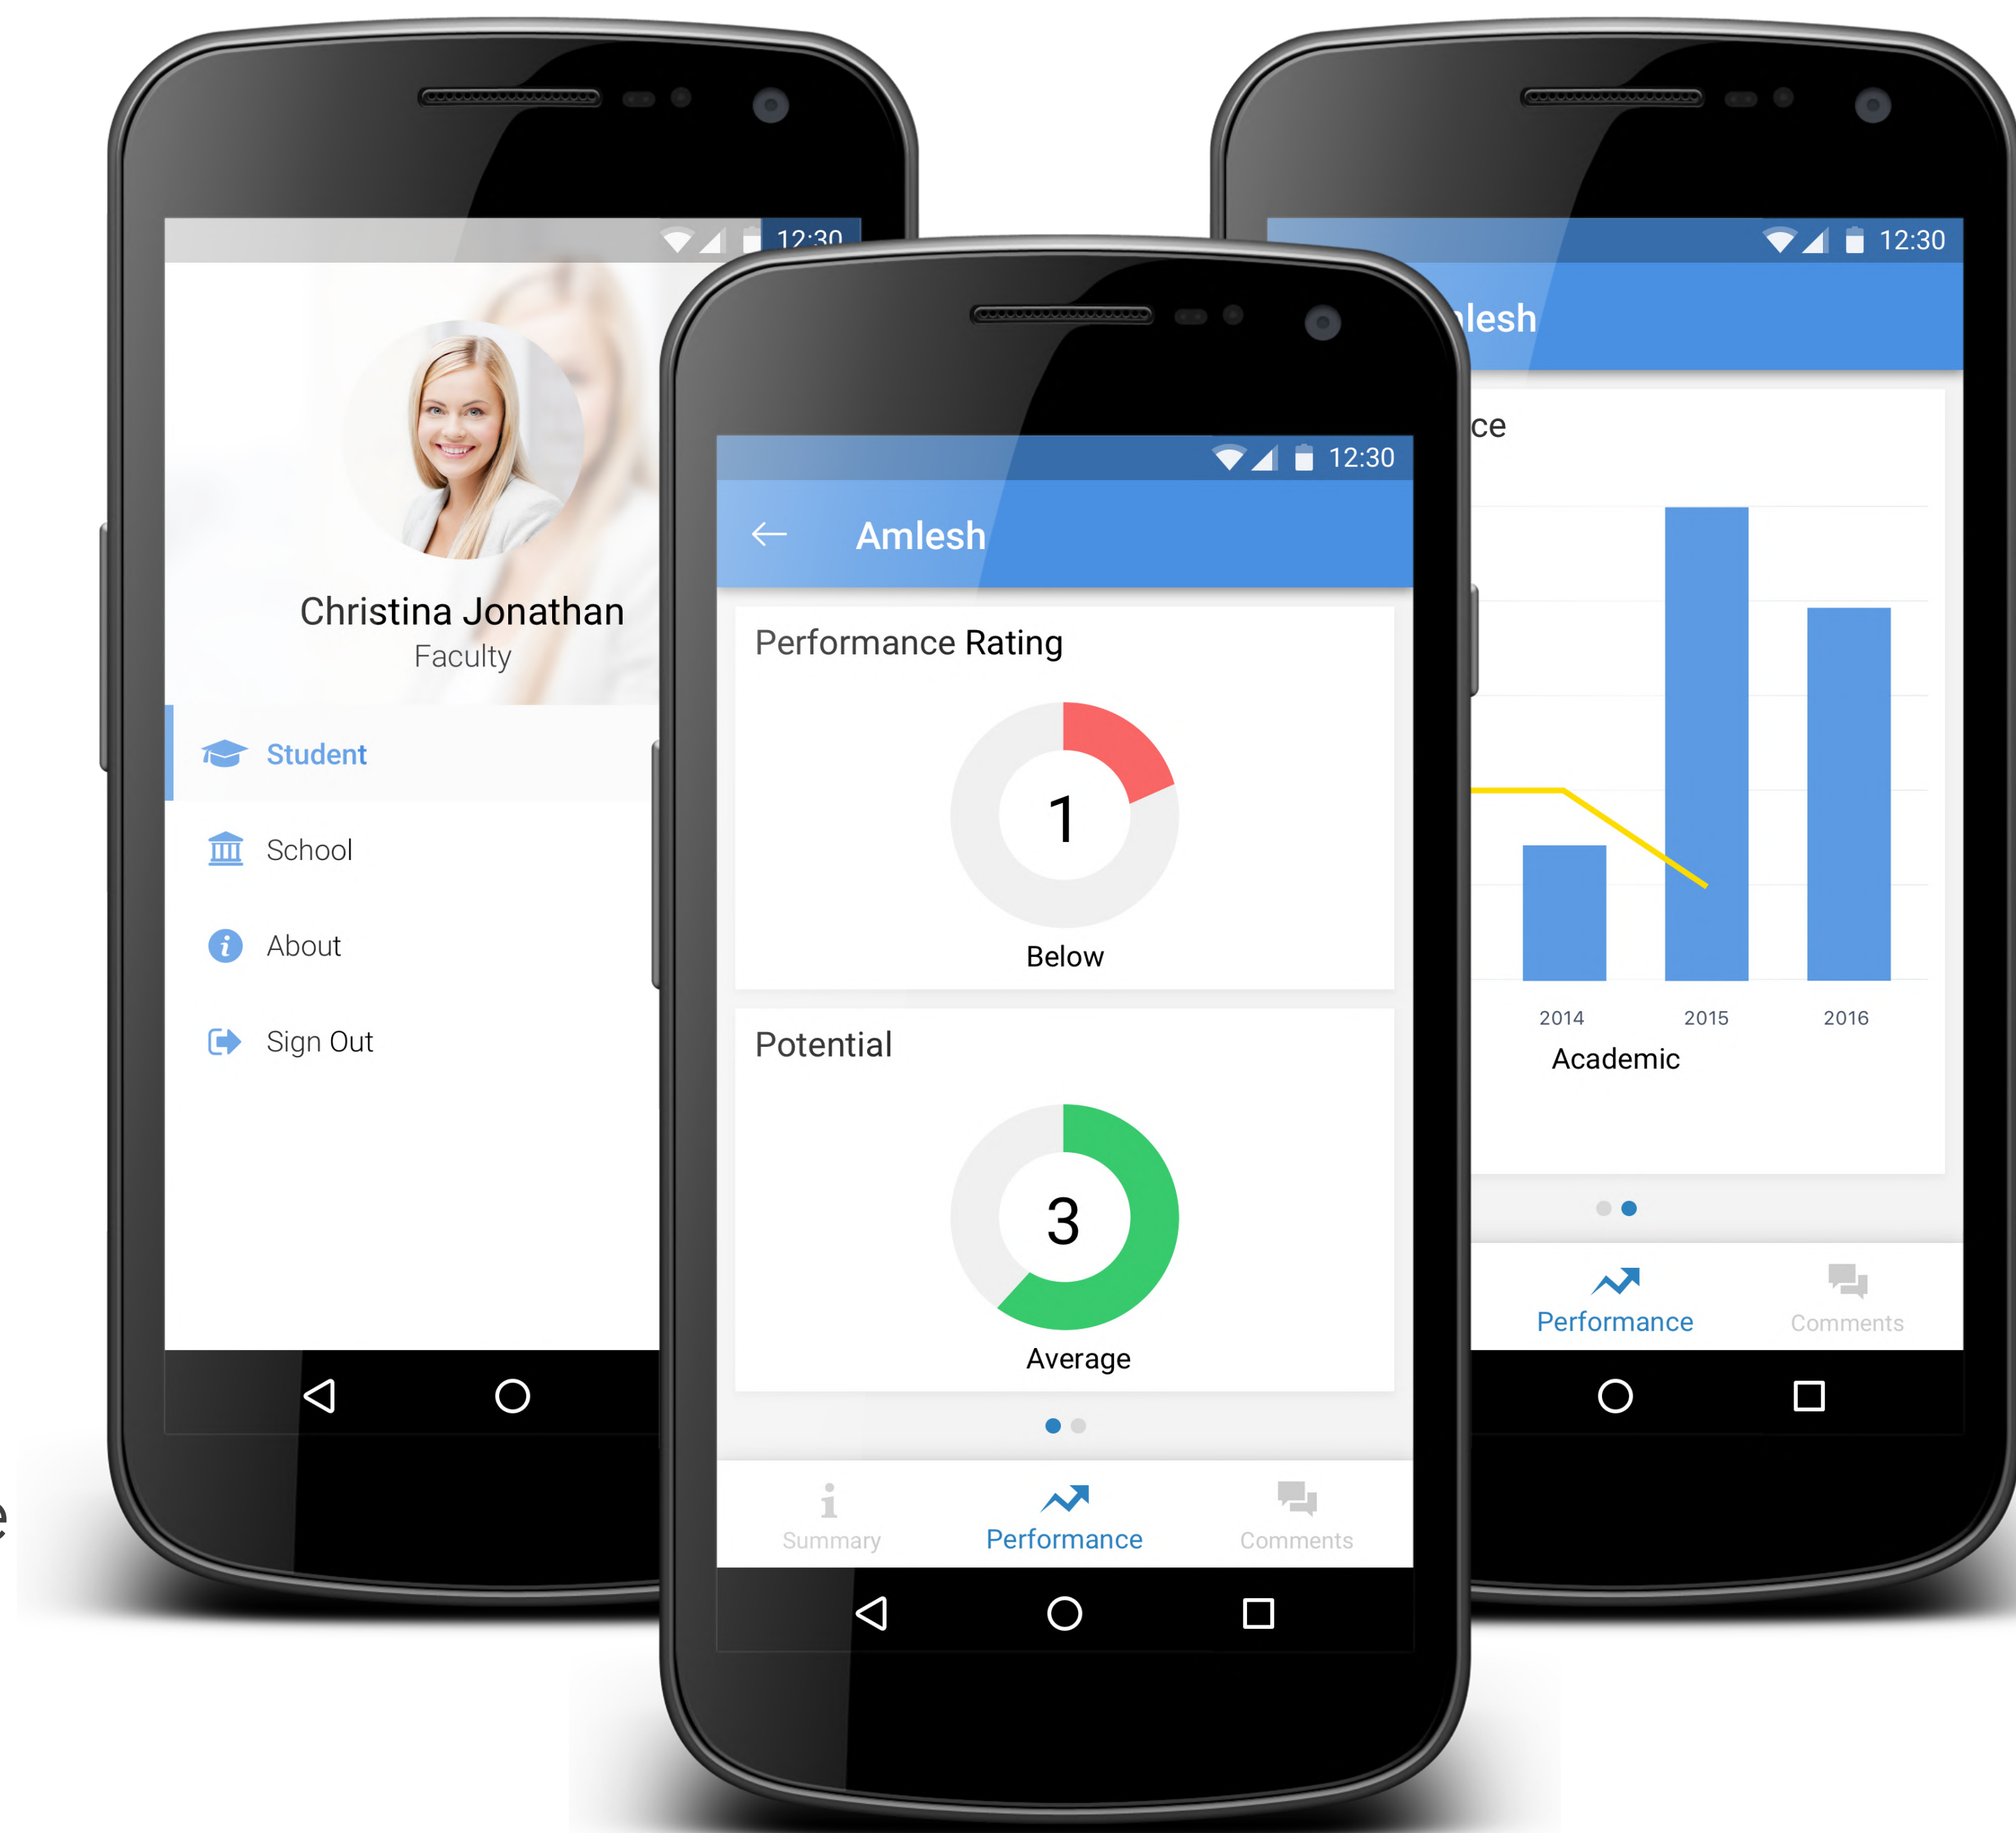 12:30
Christina Jonathan
Faculty
Student
School
About
Sign Out
12:30
Amlesh
Performance Rating
1
Below
Potential
3
Average
Summary
Performance
Comments
12:30
lesh
ce
2014 2015 2016
Academic
Performance
Comments
e